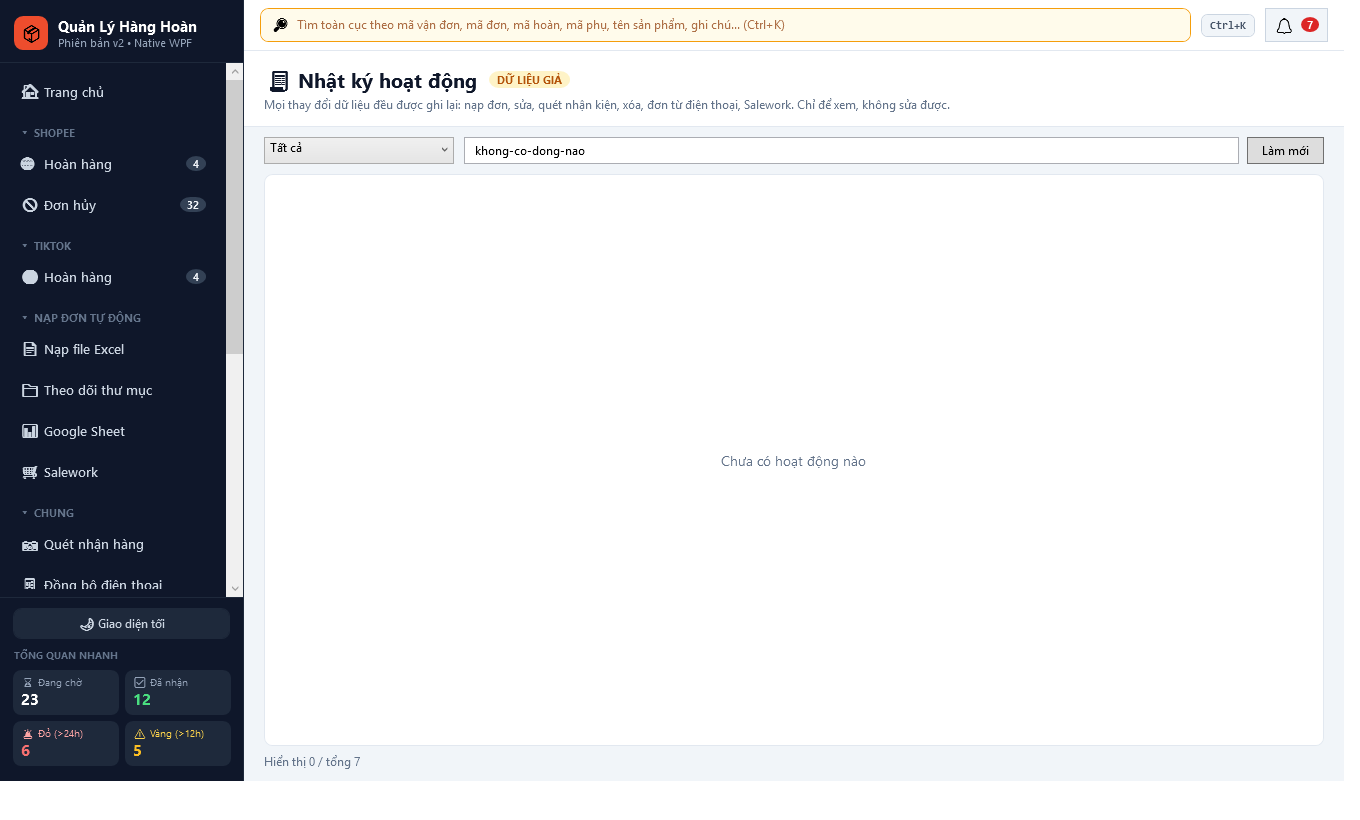 Quản Lý Hàng Hoàn
Phiên bản v2 • Native WPF
Trang chủ
SHOPEE
Hoàn hàng 4
Đơn hủy 32
TIKTOK
Hoàn hàng 4
NẠP ĐƠN TỰ ĐỘNG
Nạp file Excel
Theo dõi thư mục
Google Sheet
Salework
CHUNG
Quét nhận hàng
Đồng bộ điện thoại
Giao diện tối
TỔNG QUAN NHANH
Đang chờ
23
Đã nhận
12
Đỏ (>24h)
6
Vàng (>12h)
5
Tìm toàn cục theo mã vận đơn, mã đơn, mã hoàn, mã phụ, tên sản phẩm, ghi chú... (Ctrl+K)
Ctrl+K
7
Nhật ký hoạt động DỮ LIỆU GIẢ
Mọi thay đổi dữ liệu đều được ghi lại: nạp đơn, sửa, quét nhận kiện, xóa, đơn từ điện thoại, Salework. Chỉ để xem, không sửa được.
Tất cả
khong-co-dong-nao
Làm mới
Chưa có hoạt động nào
Hiển thị 0 / tổng 7